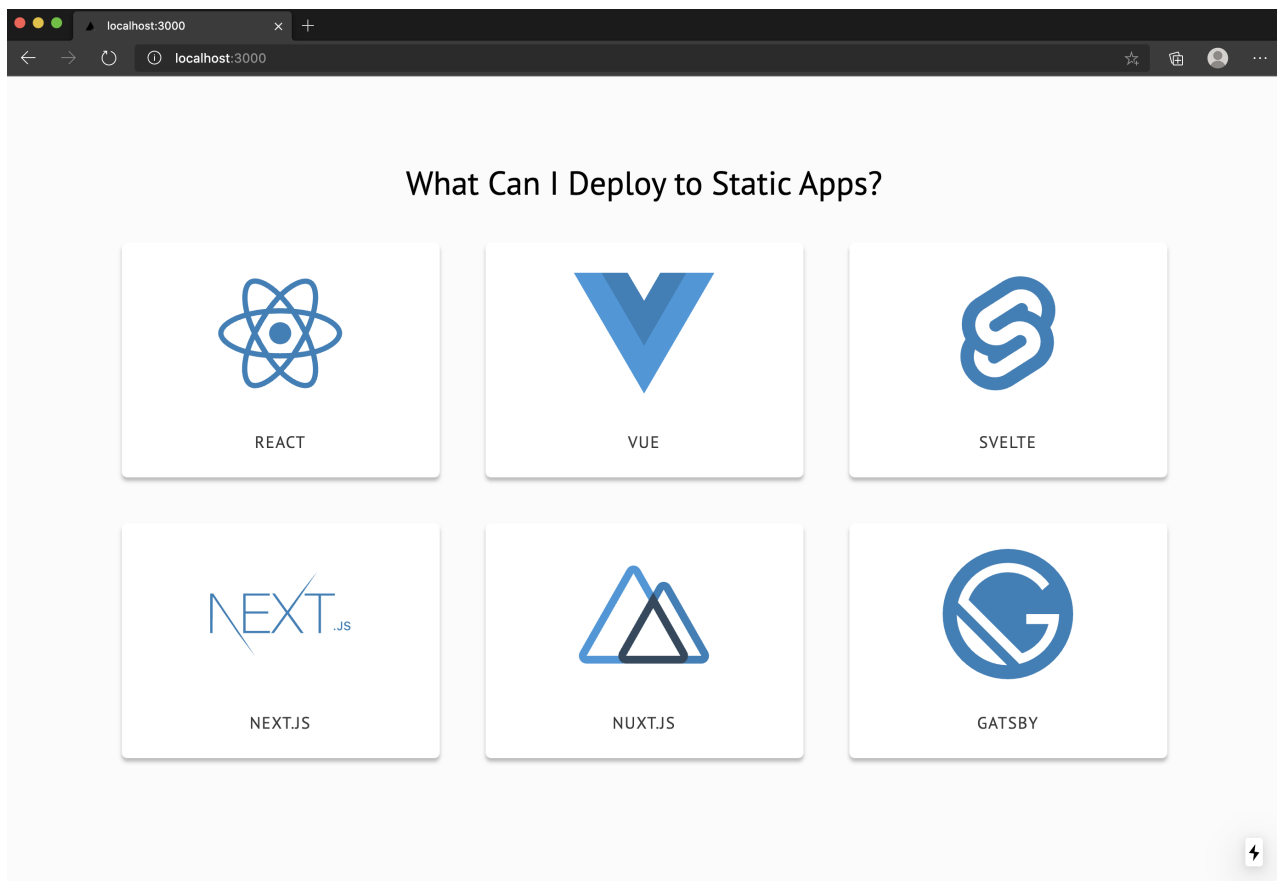 localhost:3000
localhost:3000
What Can I Deploy to Static Apps?
REACT
VUE
SVELTE
NEXT.JS
NEXT.JS
NUXT.JS
GATSBY